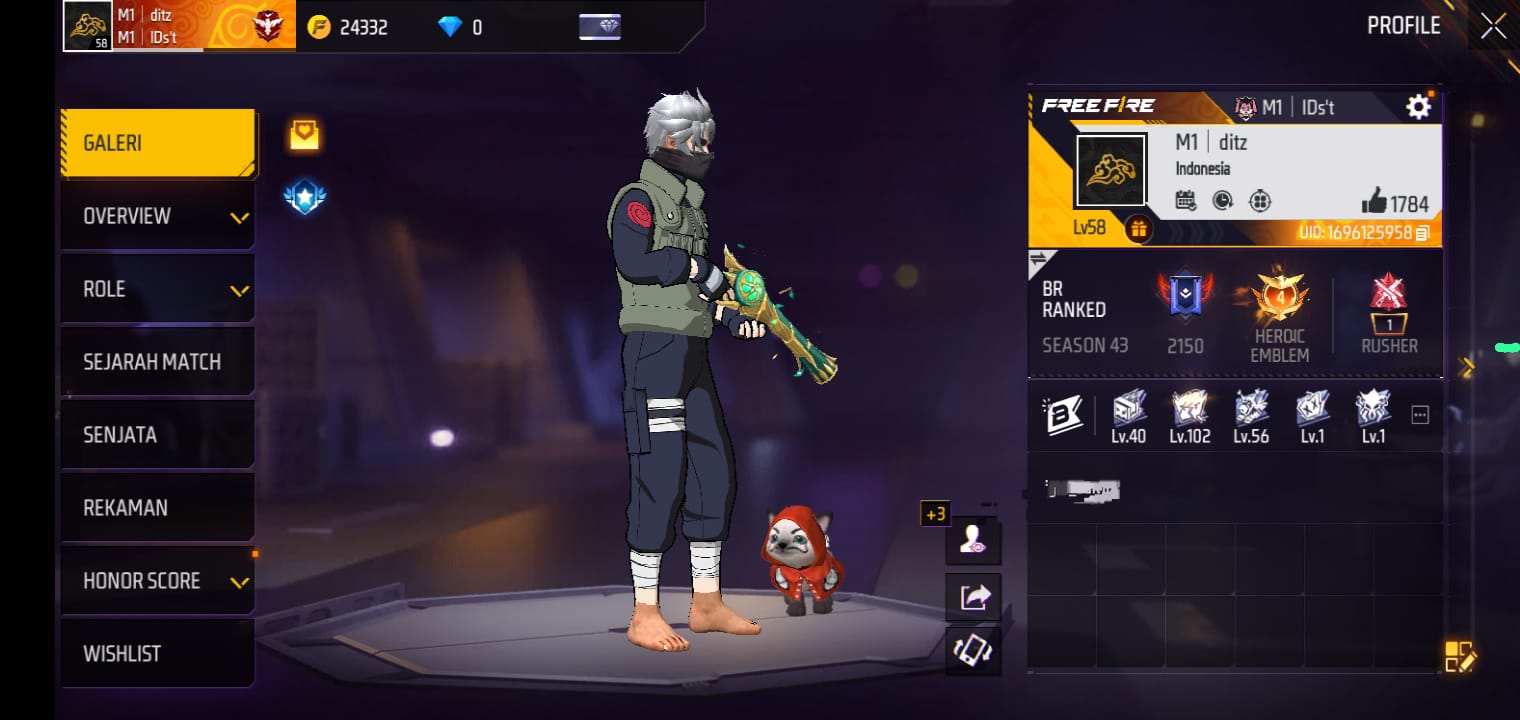 M1 | ditz
M1 | IDs't
58
24332
0
PROFILE
GALERI
OVERVIEW
ROLE
SEJARAH MATCH
SENJATA
REKAMAN
HONOR SCORE
WISHLIST
+3
FREE FIRE
M1 | IDs't
M1 | ditz
Indonesia
1784
Lv58
UID: 1696125958
BR
RANKED
SEASON 43
2150
4
HEROIC
EMBLEM
1
RUSHER
B
Lv.40
Lv.102
Lv.56
Lv.1
Lv.1